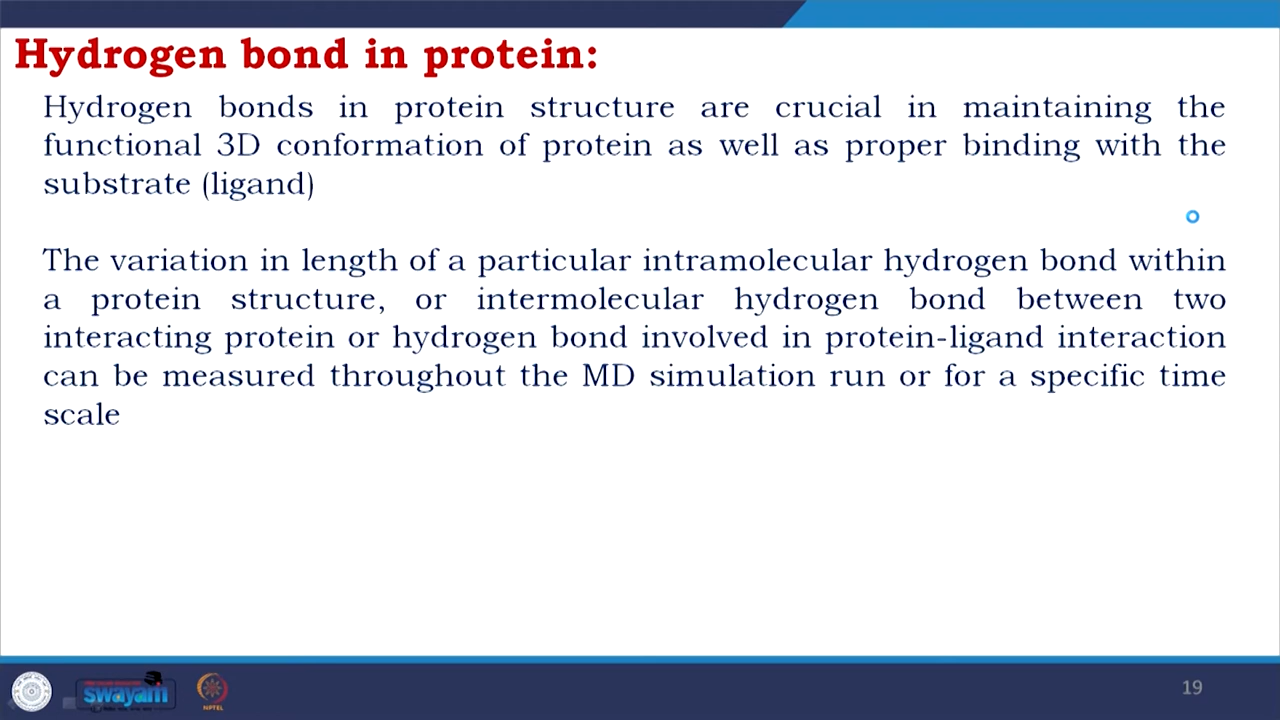 Hydrogen bond in protein:
Hydrogen bonds in protein structure are crucial in maintaining the
functional 3D conformation of protein as well as proper binding with the
substrate (ligand)
The variation in length of a particular intramolecular hydrogen bond within
a protein structure, or intermolecular hydrogen bond between two
interacting protein or hydrogen bond involved in protein-ligand interaction
can be measured throughout the MD simulation run or for a specific time
scale
swayam
NPTEL
19